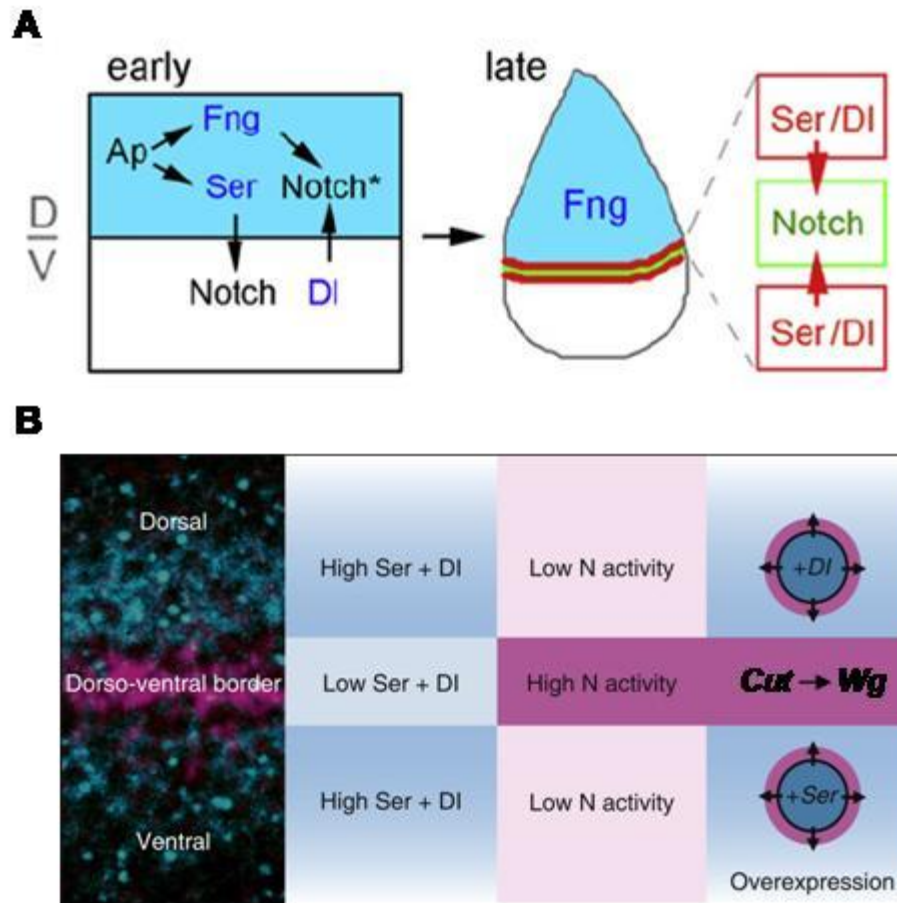 A
early
late
D
V
Ap
Fng
Ser
Notch*
Notch
Dl
Fng
Ser/Dl
Notch
Ser/Dl
B
Dorsal
High Ser + Dl
Low N activity
+Dl
Dorso-ventral border
Low Ser + Dl
High N activity
Cut → Wg
Ventral
High Ser + Dl
Low N activity
+Ser
Overexpression